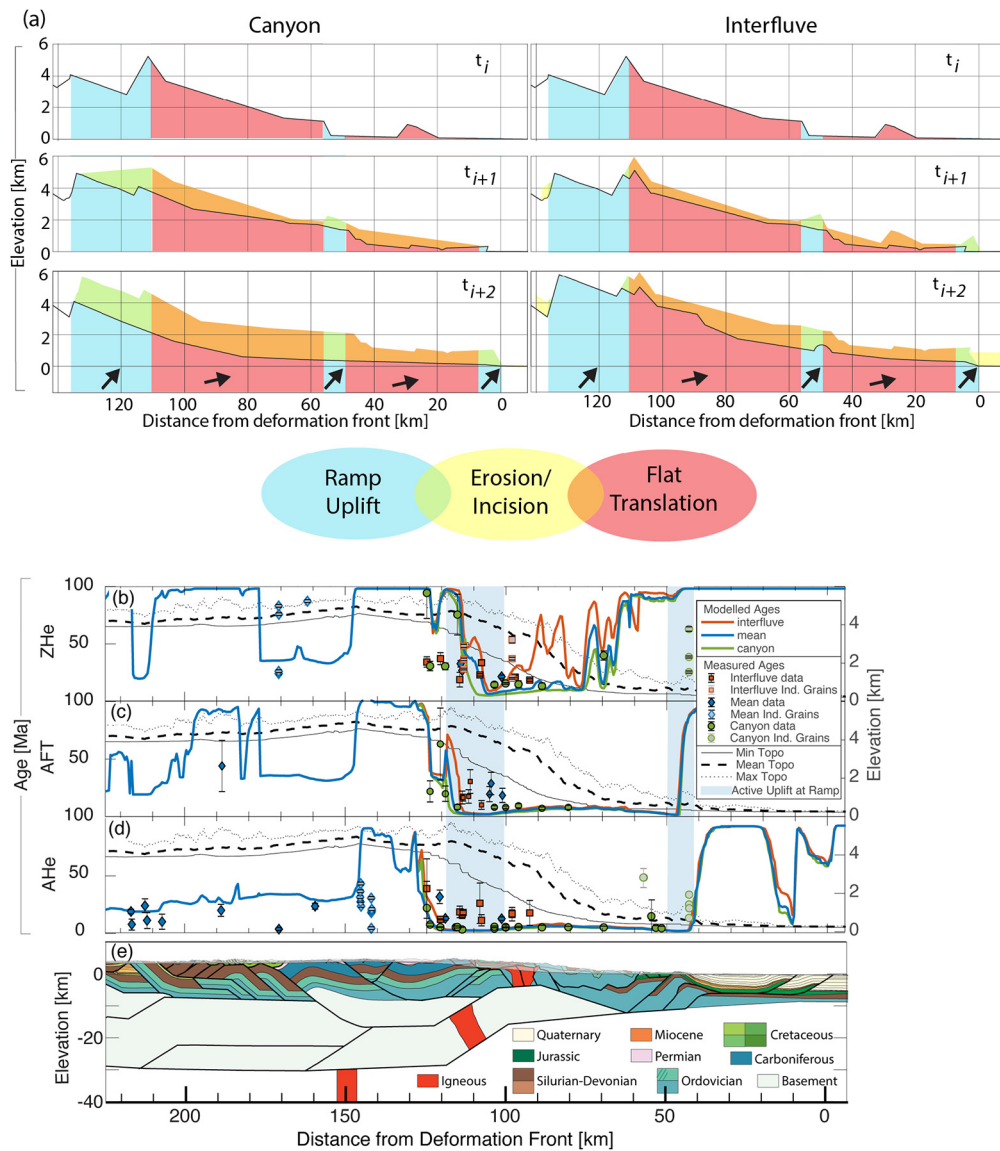 (a)
Canyon
Interfluve
6
4
2
0
t i
t i
6
4
2
0
t i+1
t i+1
6
4
2
0
t i+2
t i+2
Elevation [km]
120 100 80 60 40 20 0
120 100 80 60 40 20 0
Distance from deformation front [km]
Distance from deformation front [km]
Ramp
Uplift
Erosion/
Incision
Flat
Translation
Age [Ma]
Elevation [km]
(b)
ZHe
100
50
4
2
0
Modelled Ages
interfluve
mean
canyon
Measured Ages
Interfluve data
Interfluve Ind. Grains
Mean data
Mean Ind. Grains
Canyon data
Canyon Ind. Grains
Min Topo
Mean Topo
Max Topo
Active Uplift at Ramp
(c)
AFT
100
50
4
2
0
(d)
AHe
100
50
0
4
2
0
(e)
Elevation [km]
0
-20
-40
Quaternary
Miocene
Cretaceous
Jurassic
Permian
Carboniferous
Igneous
Silurian-Devonian
Ordovician
Basement
200 150 100 50 0
Distance from Deformation Front [km]